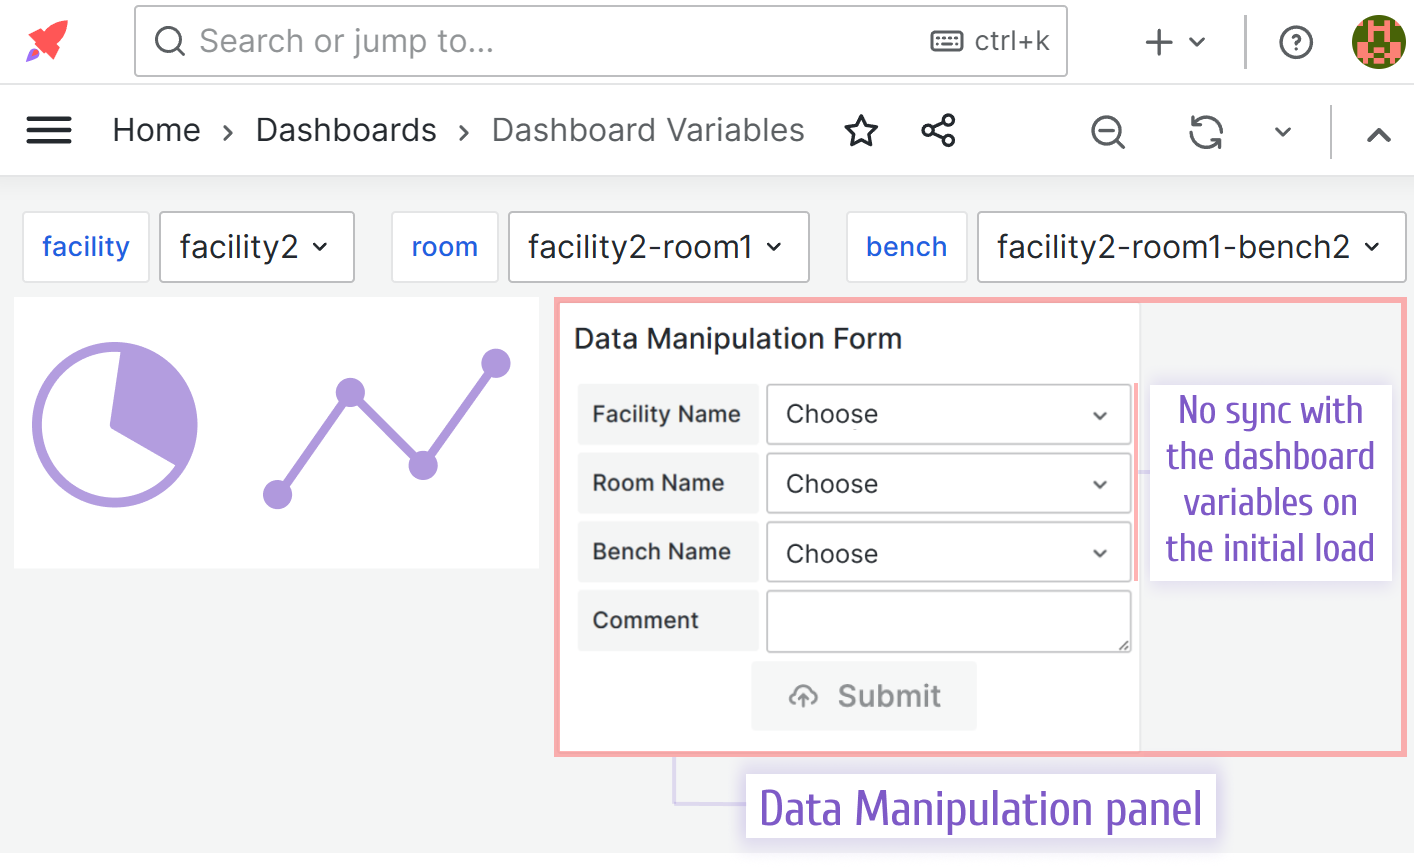 Search or jump to...
ctrl+k
Home › Dashboards › Dashboard Variables
facility
facility2
room
facility2-room1
bench
facility2-room1-bench2
Data Manipulation Form
Facility Name
Choose
Room Name
Choose
Bench Name
Choose
Comment
Submit
No sync with
the dashboard
variables on
the initial load
Data Manipulation panel